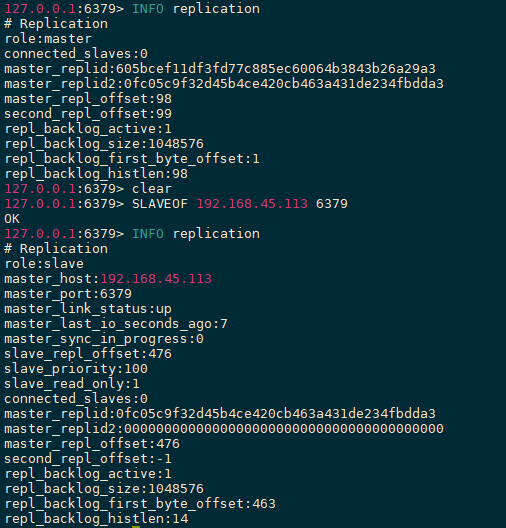 127.0.0.1:6379> INFO replication
# Replication
role:master
connected_slaves:0
master_replid:605bcef11df3fd77c885ec60064b3843b26a29a3
master_replid2:0fc05c9f32d45b4ce420cb463a431de234fbdda3
master_repl_offset:98
second_repl_offset:99
repl_backlog_active:1
repl_backlog_size:1048576
repl_backlog_first_byte_offset:1
repl_backlog_histlen:98
127.0.0.1:6379> clear
127.0.0.1:6379> SLAVEOF 192.168.45.113 6379
OK
127.0.0.1:6379> INFO replication
# Replication
role:slave
master_host:192.168.45.113
master_port:6379
master_link_status:up
master_last_io_seconds_ago:7
master_sync_in_progress:0
slave_repl_offset:476
slave_priority:100
slave_read_only:1
connected_slaves:0
master_replid:0fc05c9f32d45b4ce420cb463a431de234fbdda3
master_replid2:0000000000000000000000000000000000000000
master_repl_offset:476
second_repl_offset:-1
repl_backlog_active:1
repl_backlog_size:1048576
repl_backlog_first_byte_offset:463
repl_backlog_histlen:14